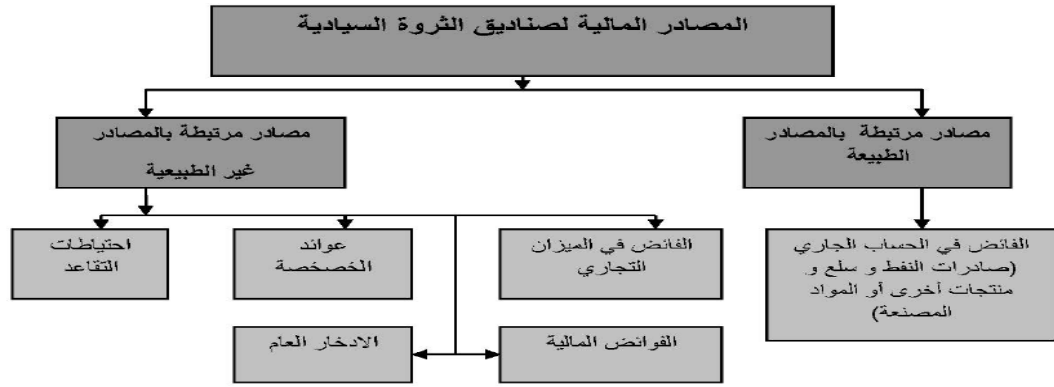 المصادر المالية لصناديق الثروة السيادية
مصادر مرتبطة بالمصادر
الطبيعة
مصادر مرتبطة بالمصادر
غير الطبيعية
الفائض في الحساب الجاري
(صادرات النفط و سلع و
منتجات أخرى أو المواد
المصنعة)
الفائض في الميزان
التجاري
عوائد
الخصخصة
احتياطات
التقاعد
الفوائض المالية
الادخار العام